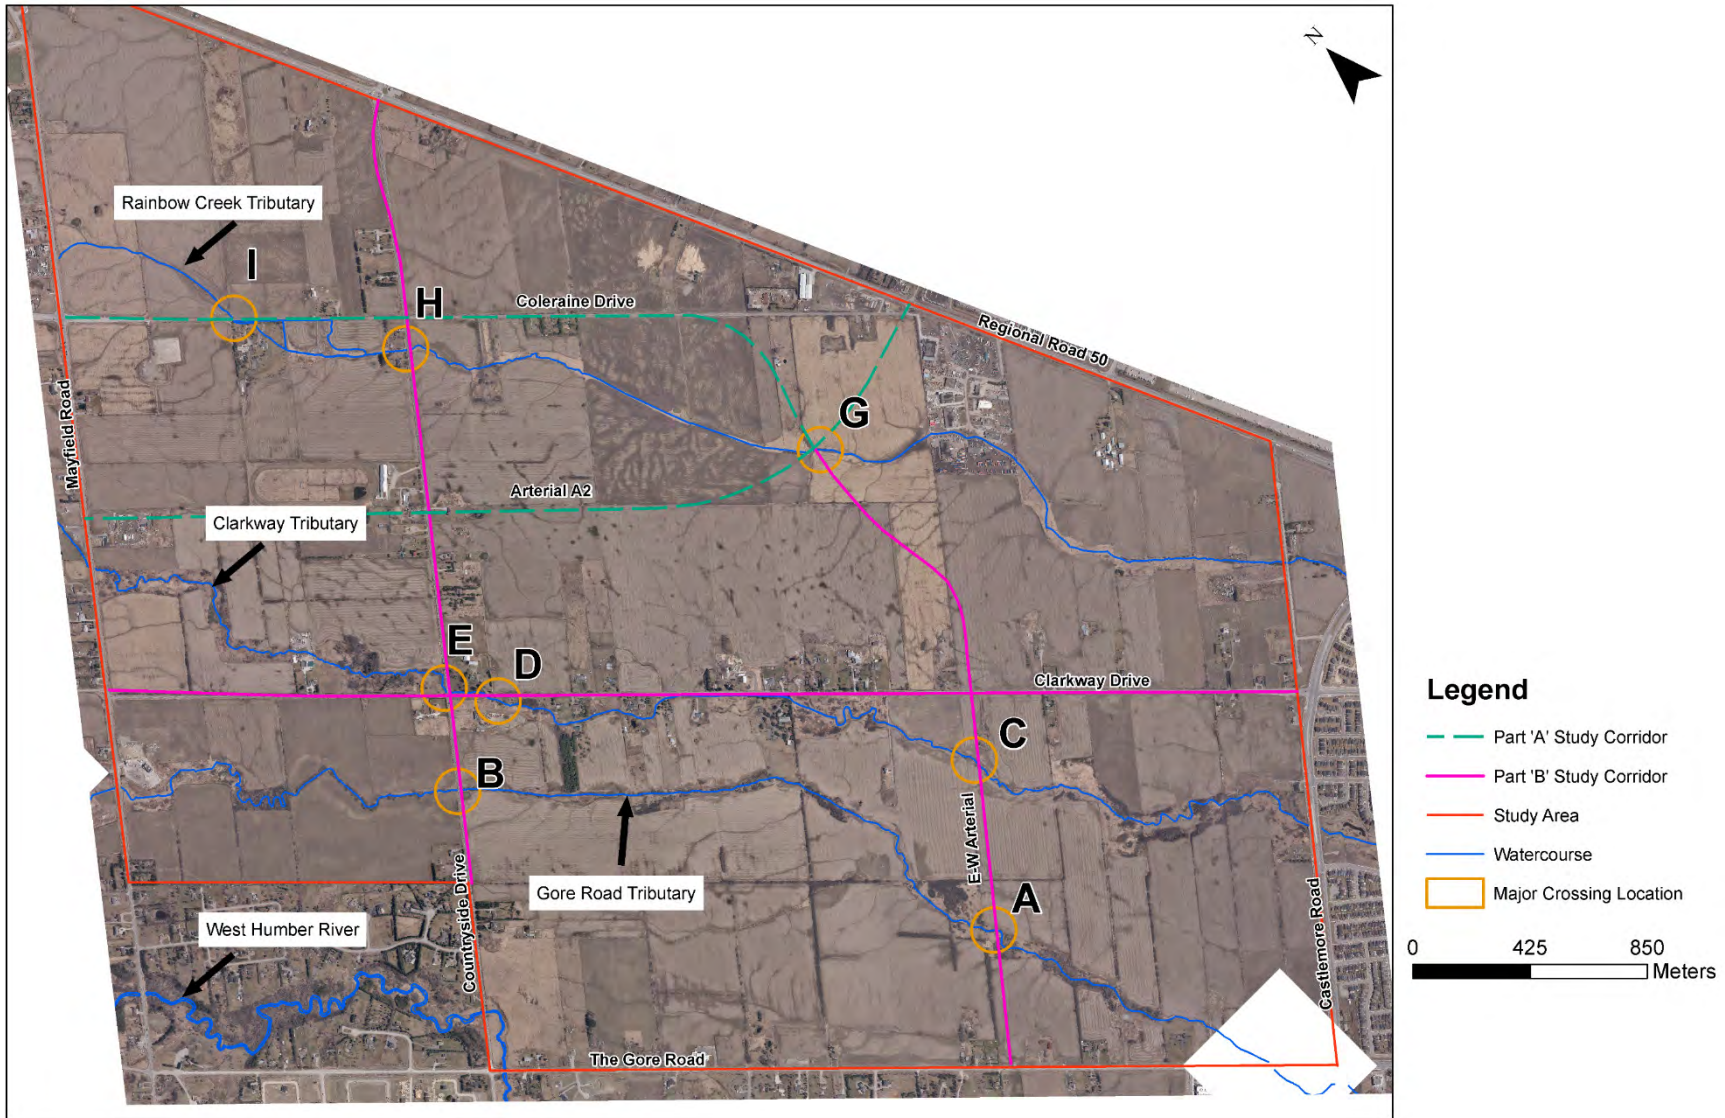 N
Rainbow Creek Tributary
I
H
Coleraine Drive
Regional Road 50
G
Mayfield Road
Arterial A2
Clarkway Tributary
E
D
Clarkway Drive
C
B
E-W Arterial
Gore Road Tributary
A
Countryside Drive
West Humber River
Castlemore Road
The Gore Road
Legend
Part 'A' Study Corridor
Part 'B' Study Corridor
Study Area
Watercourse
Major Crossing Location
0 425 850
Meters